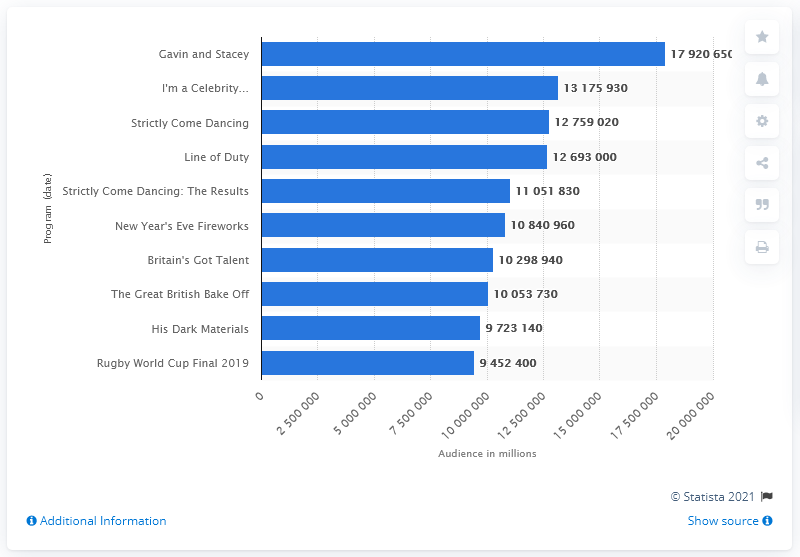 Program (date)
Gavin and Stacey 17 920 650
I'm a Celebrity... 13 175 930
Strictly Come Dancing 12 759 020
Line of Duty 12 693 000
Strictly Come Dancing: The Results 11 051 830
New Year's Eve Fireworks 10 840 960
Britain's Got Talent 10 298 940
The Great British Bake Off 10 053 730
His Dark Materials 9 723 140
Rugby World Cup Final 2019 9 452 400
0 2 500 000 5 000 000 7 500 000 10 000 000 12 500 000 15 000 000 17 500 000 20 000 000
Audience in millions
© Statista 2021
Additional Information Show source